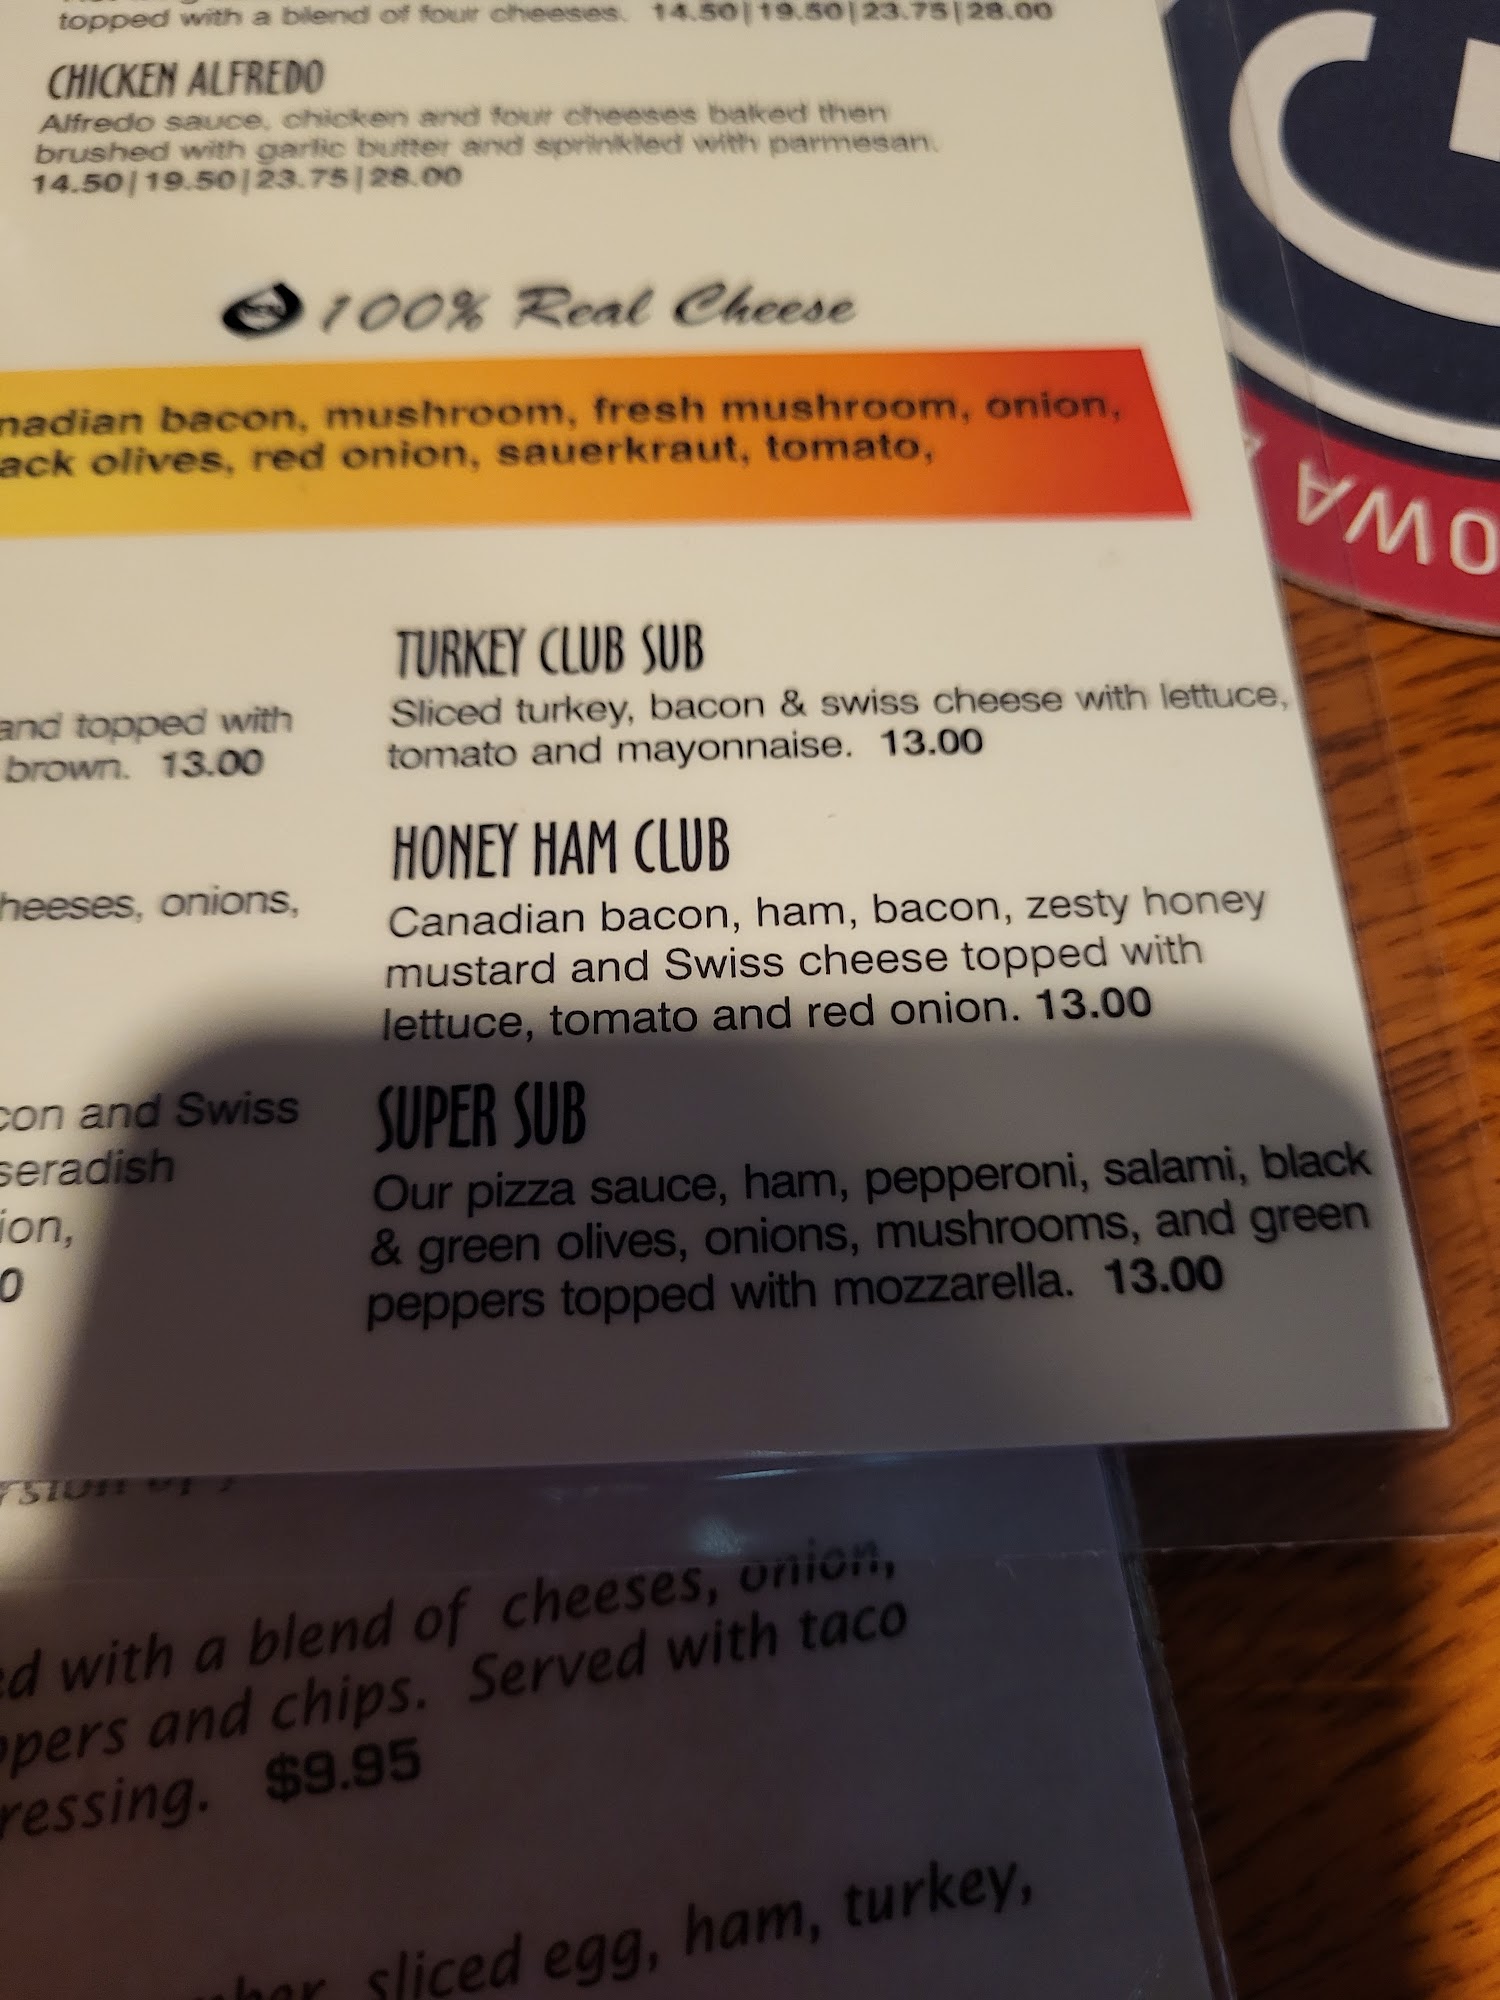 topped with a blend of four cheeses. 14.50|19.50|23.75|28.00
CHICKEN ALFREDO
Alfredo sauce, chicken and four cheeses baked then
brushed with garlic butter and sprinkled with parmesan.
14.50|19.50|23.75|28.00
100% Real Cheese
nadian bacon, mushroom, fresh mushroom, onion,
ack olives, red onion, sauerkraut, tomato,
and topped with
brown. 13.00
heeses, onions,
con and Swiss
seradish
ion,
0
TURKEY CLUB SUB
Sliced turkey, bacon & swiss cheese with lettuce,
tomato and mayonnaise. 13.00
HONEY HAM CLUB
Canadian bacon, ham, bacon, zesty honey
mustard and Swiss cheese topped with
lettuce, tomato and red onion. 13.00
SUPER SUB
Our pizza sauce, ham, pepperoni, salami, black
& green olives, onions, mushrooms, and green
peppers topped with mozzarella. 13.00
ed with a blend of cheeses, onion,
ppers and chips. Served with taco
ressing. $9.95
sliced egg, ham, turkey,
OWA